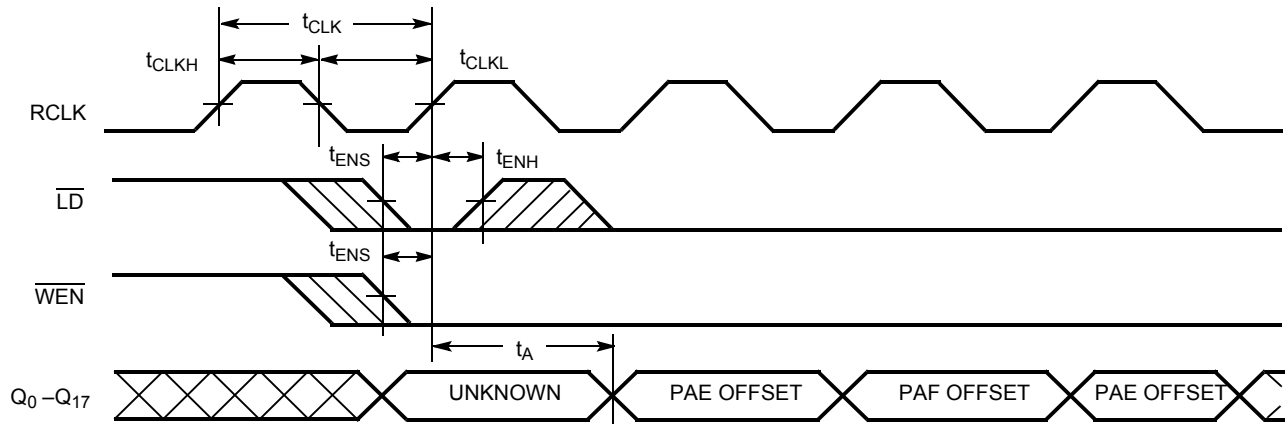 tCLK
tCLKH
tCLKL
RCLK
tENS
tENH
LD
tENS
WEN
tA
Q0 –Q17
UNKNOWN
PAE OFFSET
PAF OFFSET
PAE OFFSET